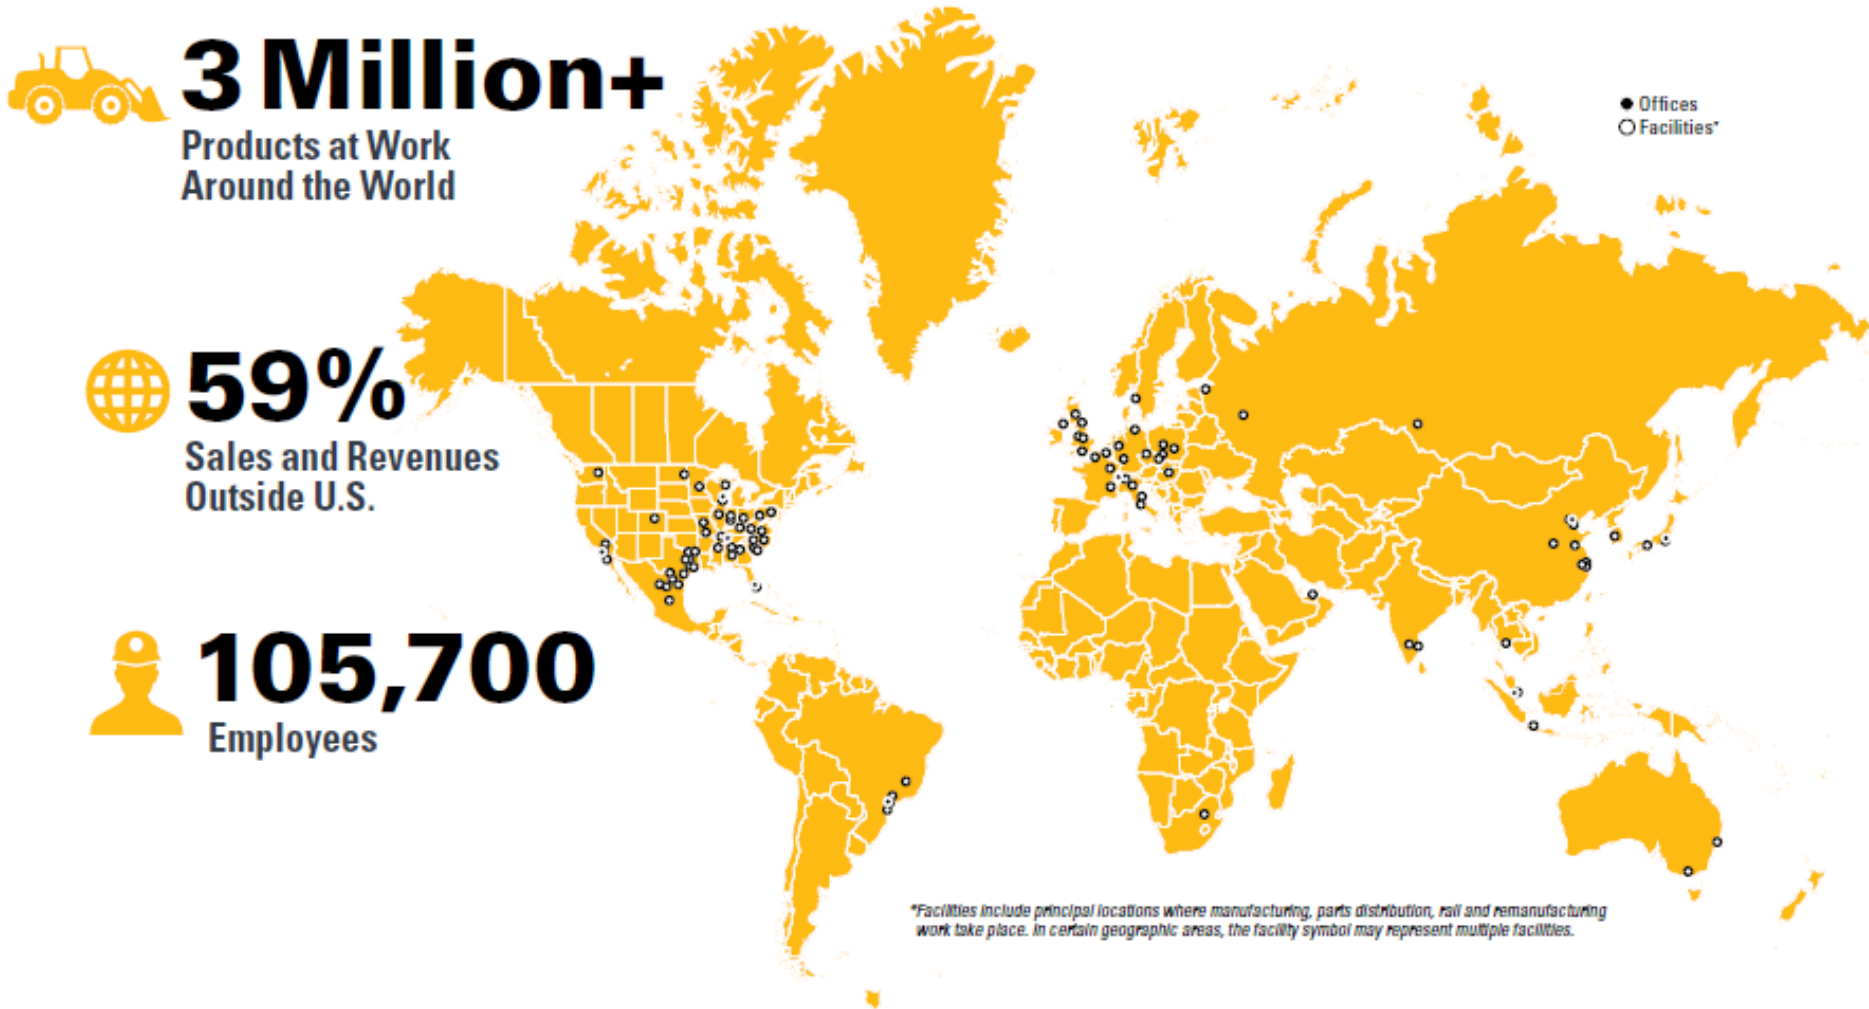 3 Million+
Products at Work
Around the World
Offices
Facilities*
59%
Sales and Revenues
Outside U.S.
105,700
Employees
*Facilities include principal locations where manufacturing, parts distribution, rail and remanufacturing
work take place. In certain geographic areas, the facility symbol may represent multiple facilities.